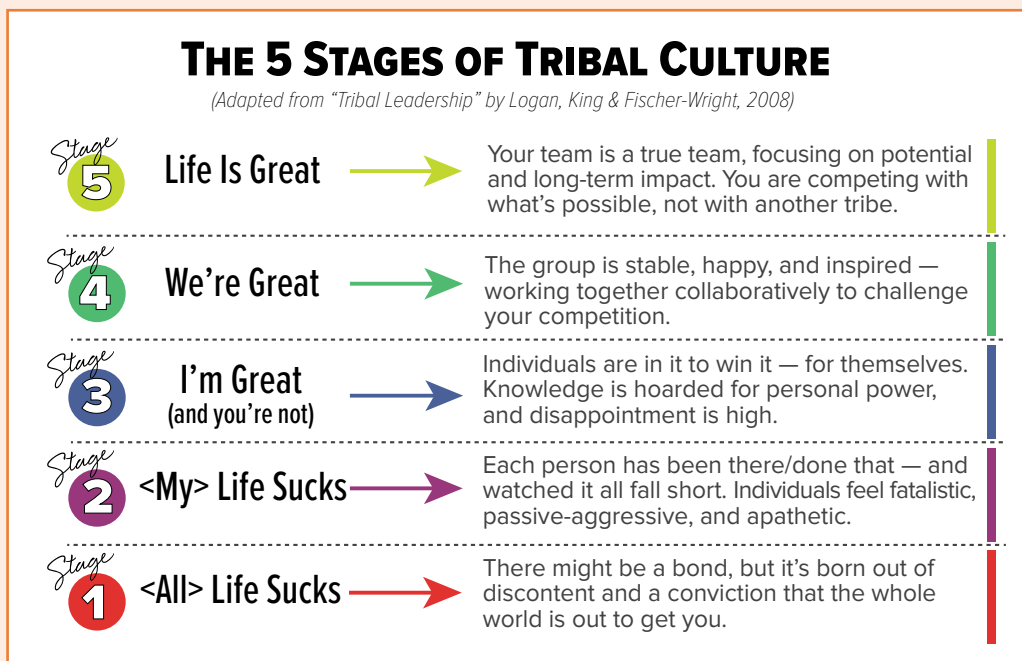 THE 5 STAGES OF TRIBAL CULTURE
(Adapted from “Tribal Leadership” by Logan, King & Fischer-Wright, 2008)
Stage
5
Life Is Great
Your team is a true team, focusing on potential
and long-term impact. You are competing with
what’s possible, not with another tribe.
Stage
4
We’re Great
The group is stable, happy, and inspired —
working together collaboratively to challenge
your competition.
Stage
3
I’m Great
(and you’re not)
Individuals are in it to win it — for themselves.
Knowledge is hoarded for personal power,
and disappointment is high.
Stage
2
<My> Life Sucks
Each person has been there/done that — and
watched it all fall short. Individuals feel fatalistic,
passive-aggressive, and apathetic.
Stage
1
<All> Life Sucks
There might be a bond, but it’s born out of
discontent and a conviction that the whole
world is out to get you.